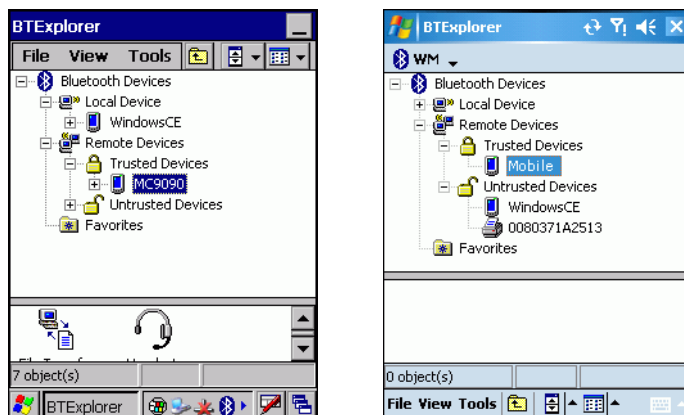 BTExplorer
File View Tools
Bluetooth Devices
Local Device
WindowsCE
Remote Devices
Trusted Devices
MC9090
Untrusted Devices
Favorites
7 object(s)
BTExplorer
BTExplorer
WM
Bluetooth Devices
Local Device
Remote Devices
Trusted Devices
Mobile
Untrusted Devices
WindowsCE
0080371A2513
Favorites
0 object(s)
File View Tools